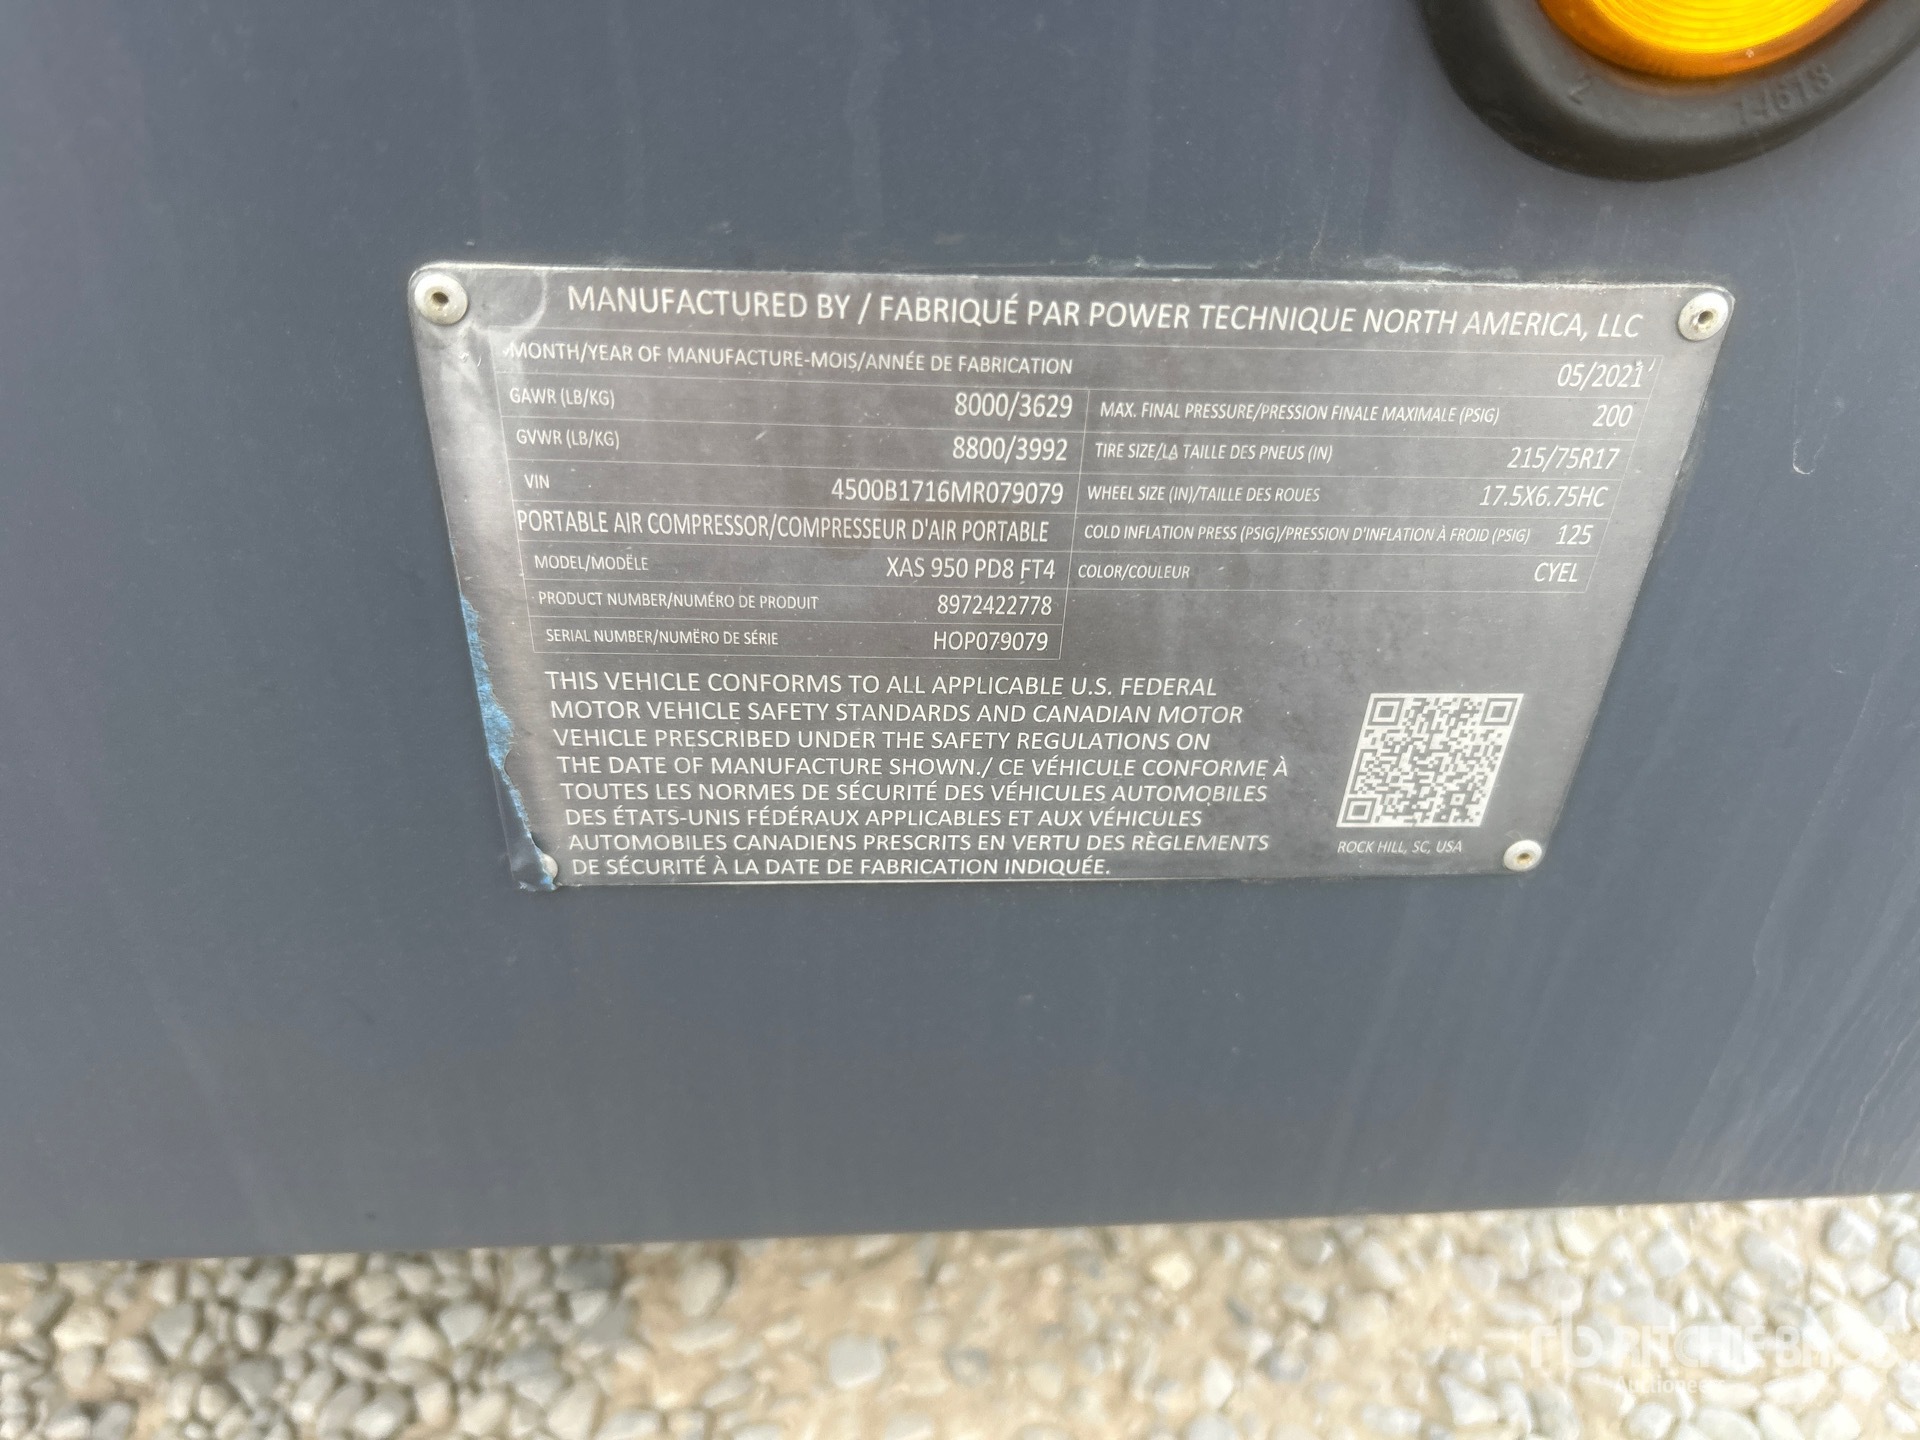 14673
MANUFACTURED BY / FABRIQUÉ PAR POWER TECHNIQUE NORTH AMERICA, LLC
MONTH/YEAR OF MANUFACTURE-MOIS/ANNÉE DE FABRICATION 05/2021
GAWR (LB/KG) 8000/3629 MAX. FINAL PRESSURE/PRESSION FINALE MAXIMALE (PSIG) 200
GVWR (LB/KG) 8800/3992 TIRE SIZE/LA TAILLE DES PNEUS (IN) 215/75R17
VIN 4500B1716MR079079 WHEEL SIZE (IN)/TAILLE DES ROUES 17.5X6.75HC
PORTABLE AIR COMPRESSOR/COMPRESSEUR D'AIR PORTABLE COLD INFLATION PRESS (PSIG)/PRESSION D'INFLATION À FROID (PSIG) 125
MODEL/MODËLE XAS 950 PD8 FT4 COLOR/COULEUR CYEL
PRODUCT NUMBER/NUMÉRO DE PRODUIT 8972422778
SERIAL NUMBER/NUMËRO DE SÉRIE HOP079079
THIS VEHICLE CONFORMS TO ALL APPLICABLE U.S. FEDERAL
MOTOR VEHICLE SAFETY STANDARDS AND CANADIAN MOTOR
VEHICLE PRESCRIBED UNDER THE SAFETY REGULATIONS ON
THE DATE OF MANUFACTURE SHOWN./ CE VÉHICULE CONFORME À
TOUTES LES NORMES DE SÉCURITÉ DES VÉHICULES AUTOMOBILES
DES ÉTATS-UNIS FÉDÉRAUX APPLICABLES ET AUX VÉHICULES
AUTOMOBILES CANADIENS PRESCRITS EN VERTU DES RÈGLEMENTS
DE SÉCURITÉ À LA DATE DE FABRICATION INDIQUÉE.
ROCK HILL, SC, USA
rb RITCHIE BROS
Auctioneers